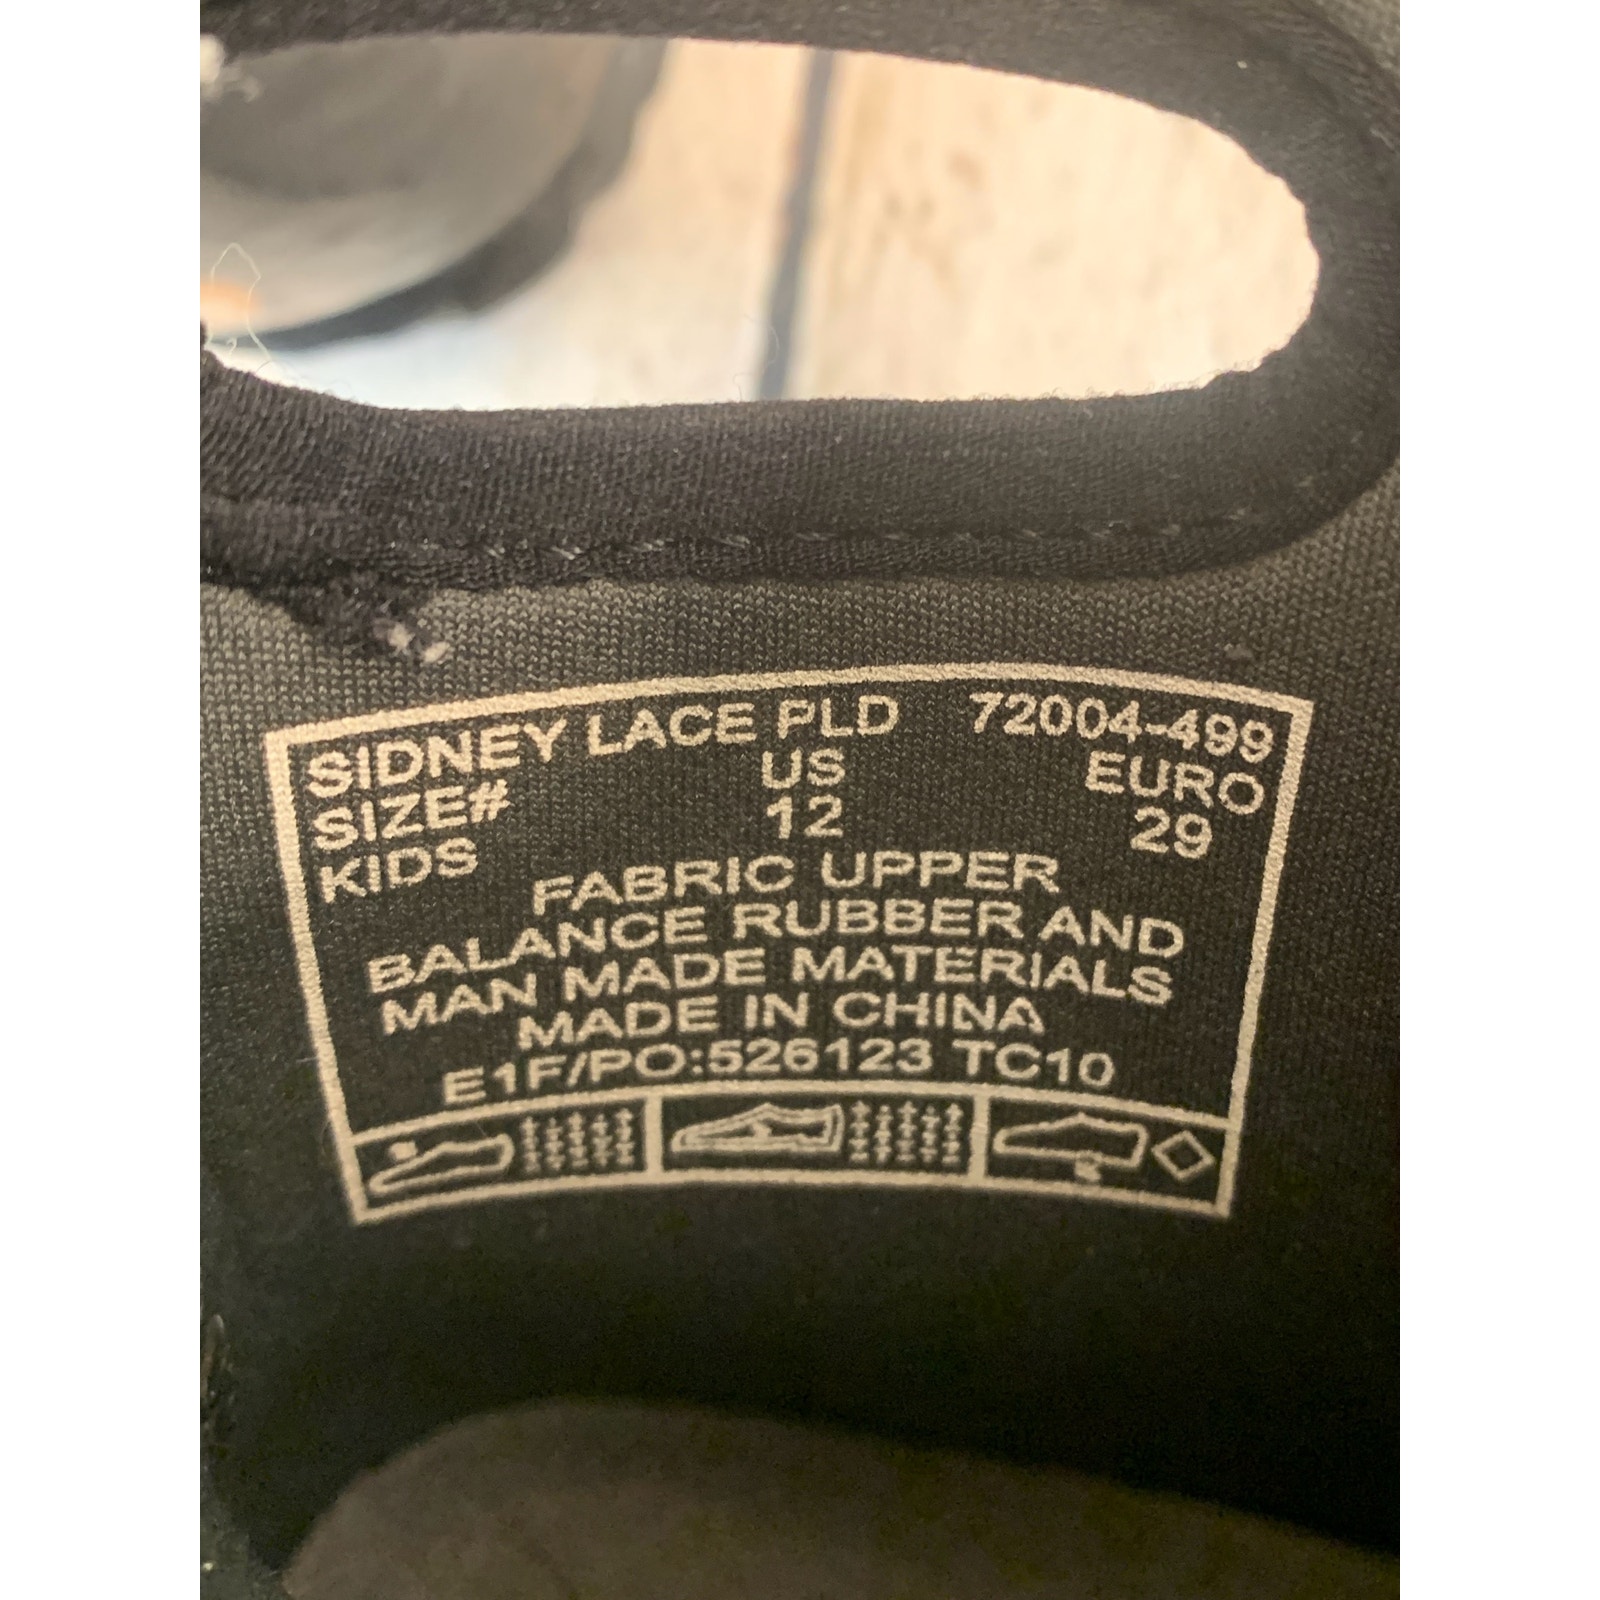 SIDNEY LACE PLD 72004-499
SIZE# US EURO
KIDS 12 29
FABRIC UPPER
BALANCE RUBBER AND
MAN MADE MATERIALS
MADE IN CHINA
E1F/PO:526123 TC10